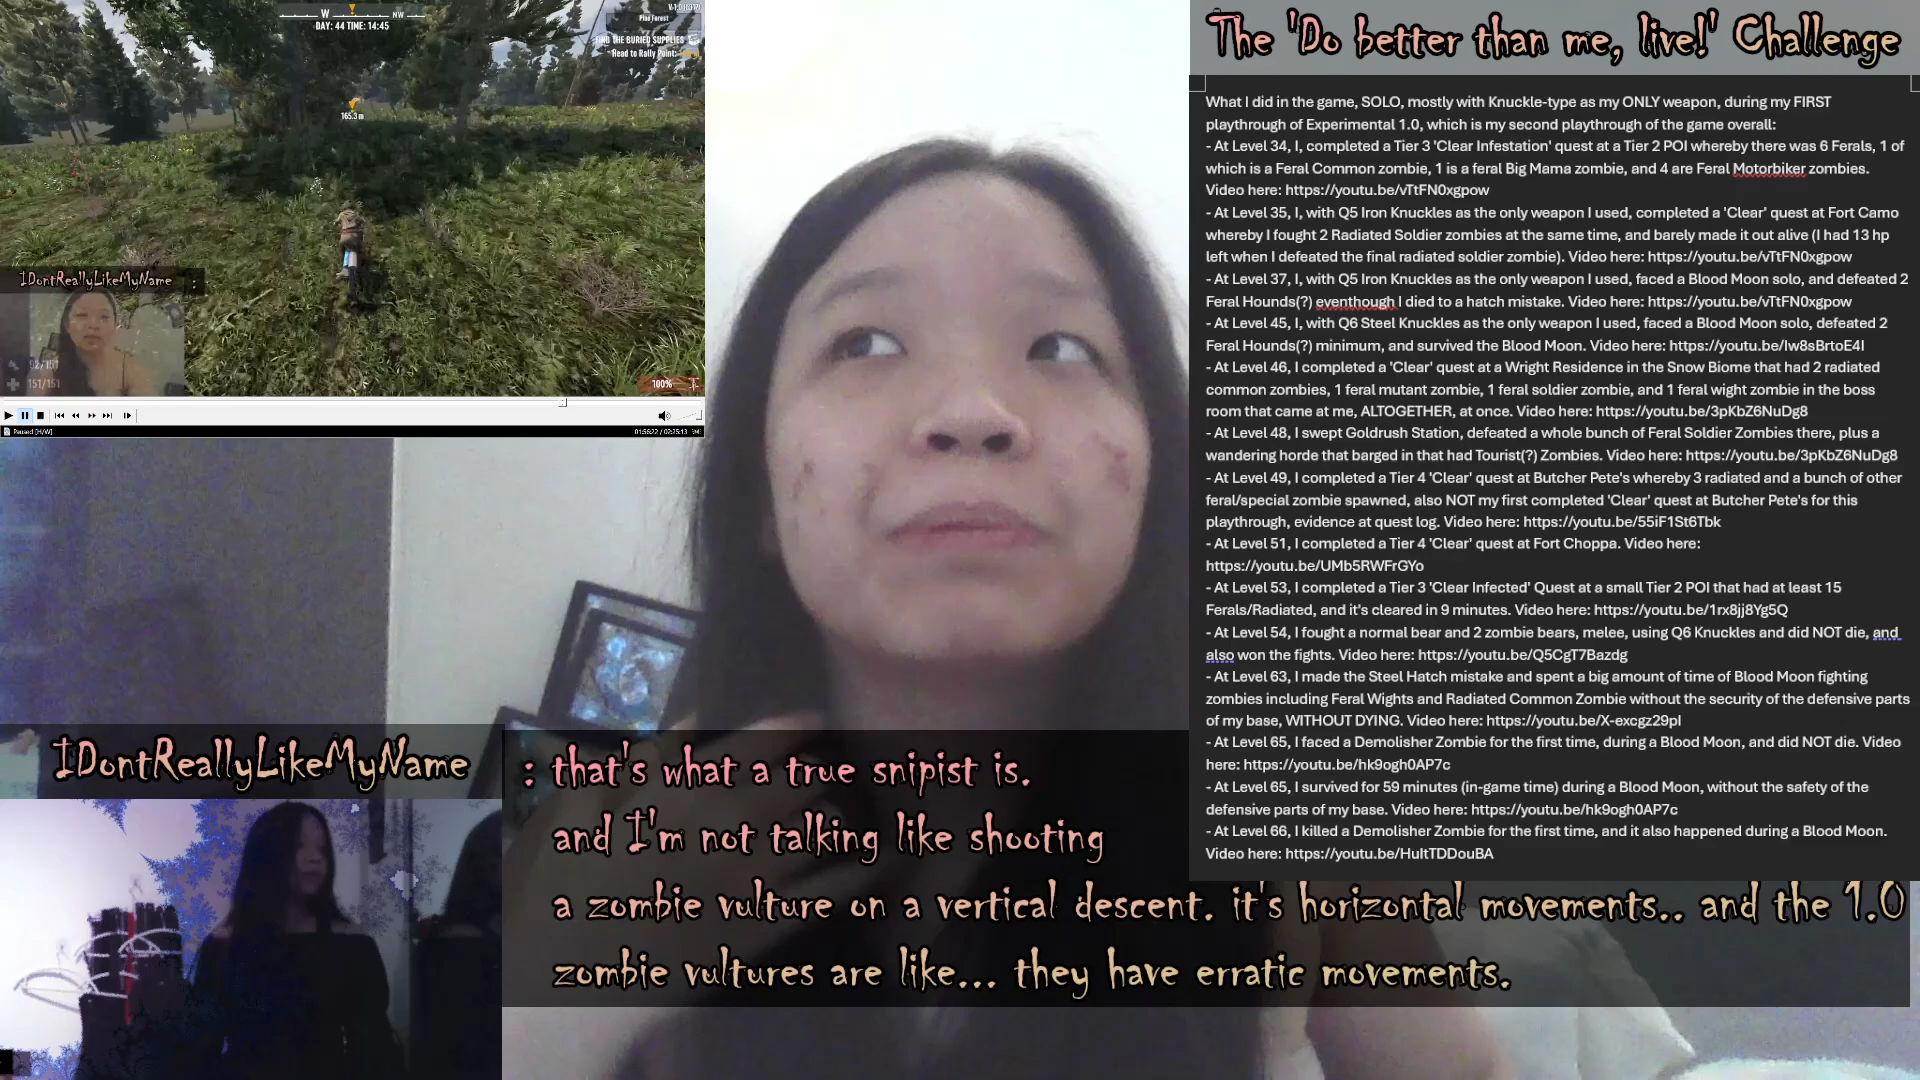 W
NW
DAY: 44 TIME: 14:45
Pine Forest
FIND THE BURIED SUPPLIES
Head to Rally Point:
165.3 m
IDontReallyLikeMyName :
92/151
151/151
100%
Paused [H/W]
01:56:22 / 02:25:13
The 'Do better than me, live!' Challenge
What I did in the game, SOLO, mostly with Knuckle-type as my ONLY weapon, during my FIRST
playthrough of Experimental 1.0, which is my second playthrough of the game overall:
- At Level 34, I, completed a Tier 3 'Clear Infestation' quest at a Tier 2 POI whereby there was 6 Ferals, 1 of
which is a Feral Common zombie, 1 is a feral Big Mama zombie, and 4 are Feral Motorbiker zombies.
Video here: https://youtu.be/vTtFN0xgpow
- At Level 35, I, with Q5 Iron Knuckles as the only weapon I used, completed a 'Clear' quest at Fort Camo
whereby I fought 2 Radiated Soldier zombies at the same time, and barely made it out alive (I had 13 hp
left when I defeated the final radiated soldier zombie). Video here: https://youtu.be/vTtFN0xgpow
- At Level 37, I, with Q5 Iron Knuckles as the only weapon I used, faced a Blood Moon solo, and defeated 2
Feral Hounds(?) eventhough I died to a hatch mistake. Video here: https://youtu.be/vTtFN0xgpow
- At Level 45, I, with Q6 Steel Knuckles as the only weapon I used, faced a Blood Moon solo, defeated 2
Feral Hounds(?) minimum, and survived the Blood Moon. Video here: https://youtu.be/Iw8sBrtoE4I
- At Level 46, I completed a 'Clear' quest at a Wright Residence in the Snow Biome that had 2 radiated
common zombies, 1 feral mutant zombie, 1 feral soldier zombie, and 1 feral wight zombie in the boss
room that came at me, ALTOGETHER, at once. Video here: https://youtu.be/3pKbZ6NuDg8
- At Level 48, I swept Goldrush Station, defeated a whole bunch of Feral Soldier Zombies there, plus a
wandering horde that barged in that had Tourist(?) Zombies. Video here: https://youtu.be/3pKbZ6NuDg8
- At Level 49, I completed a Tier 4 'Clear' quest at Butcher Pete's whereby 3 radiated and a bunch of other
feral/special zombie spawned, also NOT my first completed 'Clear' quest at Butcher Pete's for this
playthrough, evidence at quest log. Video here: https://youtu.be/55iF1St6Tbk
- At Level 51, I completed a Tier 4 'Clear' quest at Fort Choppa. Video here:
https://youtu.be/UMb5RWFrGYo
- At Level 53, I completed a Tier 3 'Clear Infected' Quest at a small Tier 2 POI that had at least 15
Ferals/Radiated, and it's cleared in 9 minutes. Video here: https://youtu.be/1rx8jj8Yg5Q
- At Level 54, I fought a normal bear and 2 zombie bears, melee, using Q6 Knuckles and did NOT die, and
also won the fights. Video here: https://youtu.be/Q5CgT7Bazdg
- At Level 63, I made the Steel Hatch mistake and spent a big amount of time of Blood Moon fighting
zombies including Feral Wights and Radiated Common Zombie without the security of the defensive parts
of my base, WITHOUT DYING. Video here: https://youtu.be/X-excgz29pI
- At Level 65, I faced a Demolisher Zombie for the first time, during a Blood Moon, and did NOT die. Video
here: https://youtu.be/hk9ogh0AP7c
- At Level 65, I survived for 59 minutes (in-game time) during a Blood Moon, without the safety of the
defensive parts of my base. Video here: https://youtu.be/hk9ogh0AP7c
- At Level 66, I killed a Demolisher Zombie for the first time, and it also happened during a Blood Moon.
Video here: https://youtu.be/HuItTDDouBA
IDontReallyLikeMyName
: that's what a true snipist is.
and I'm not talking like shooting
a zombie vulture on a vertical descent. it's horizontal movements.. and the 1.0
zombie vultures are like... they have erratic movements.